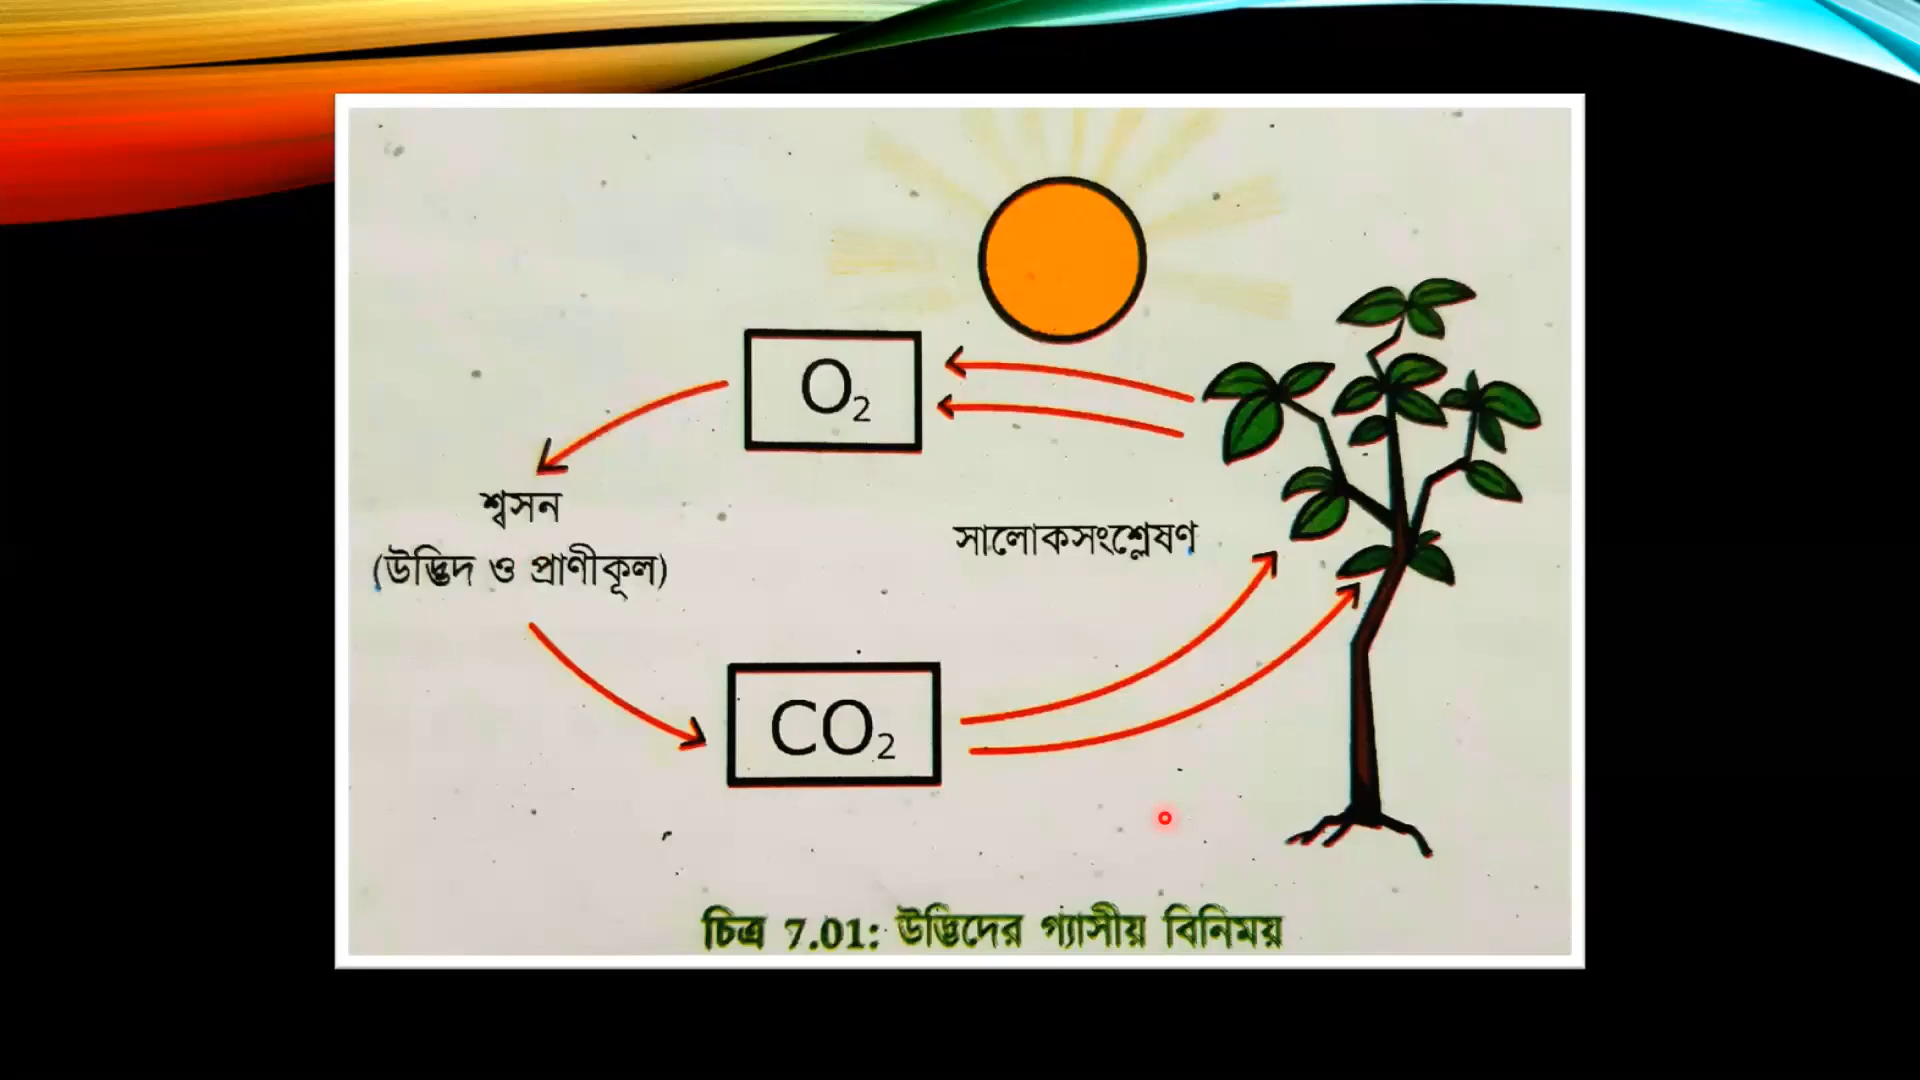 O₂
শ্বসন
(উদ্ভিদ ও প্রাণীকূল)
সালোকসংশ্লেষণ
CO₂
চিত্র 7.01: উদ্ভিদের গ্যাসীয় বিনিময়